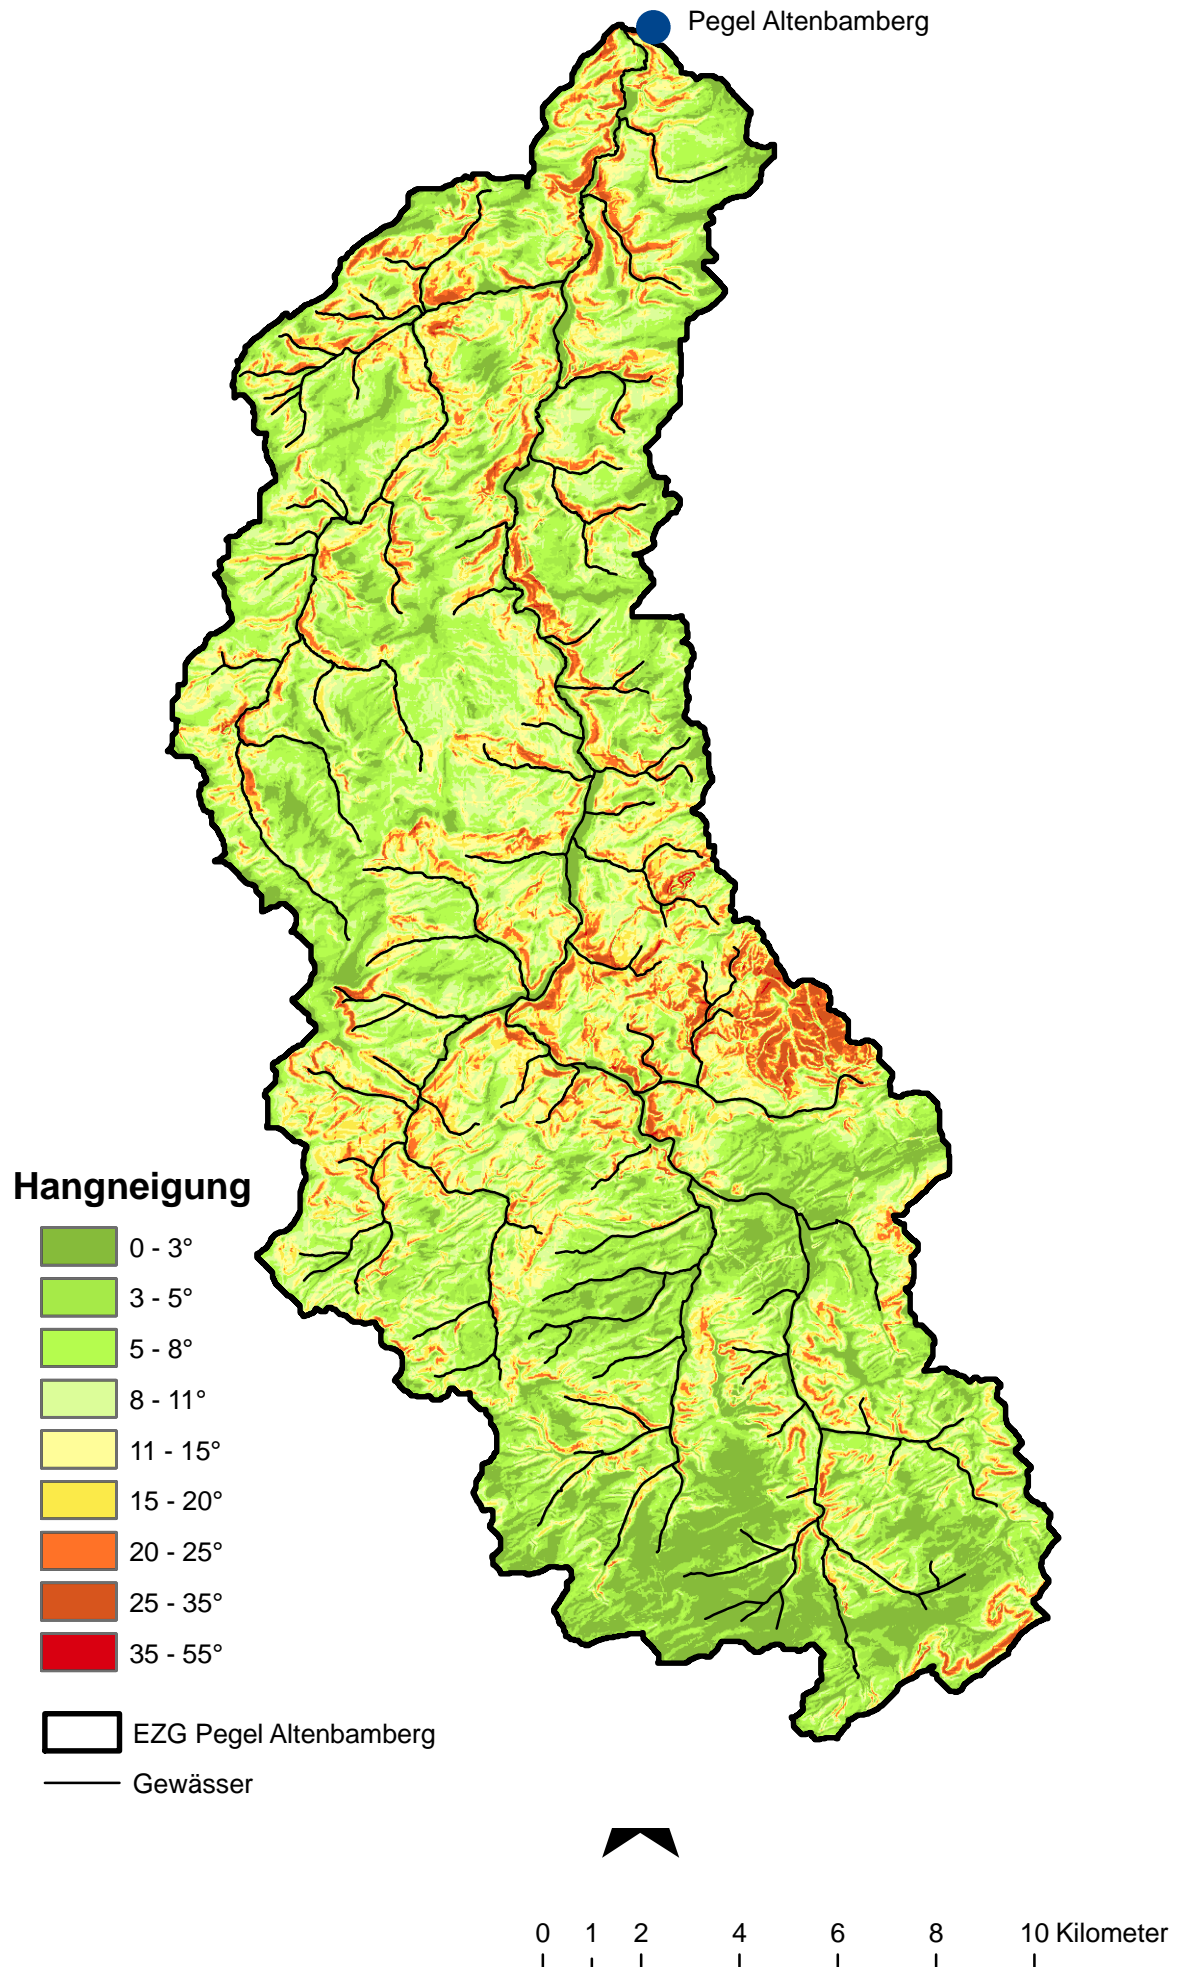 Pegel Altenbamberg
Hangneigung
0 - 3°
3 - 5°
5 - 8°
8 - 11°
11 - 15°
15 - 20°
20 - 25°
25 - 35°
35 - 55°
EZG Pegel Altenbamberg
Gewässer
0 1 2 4 6 8 10 Kilometer